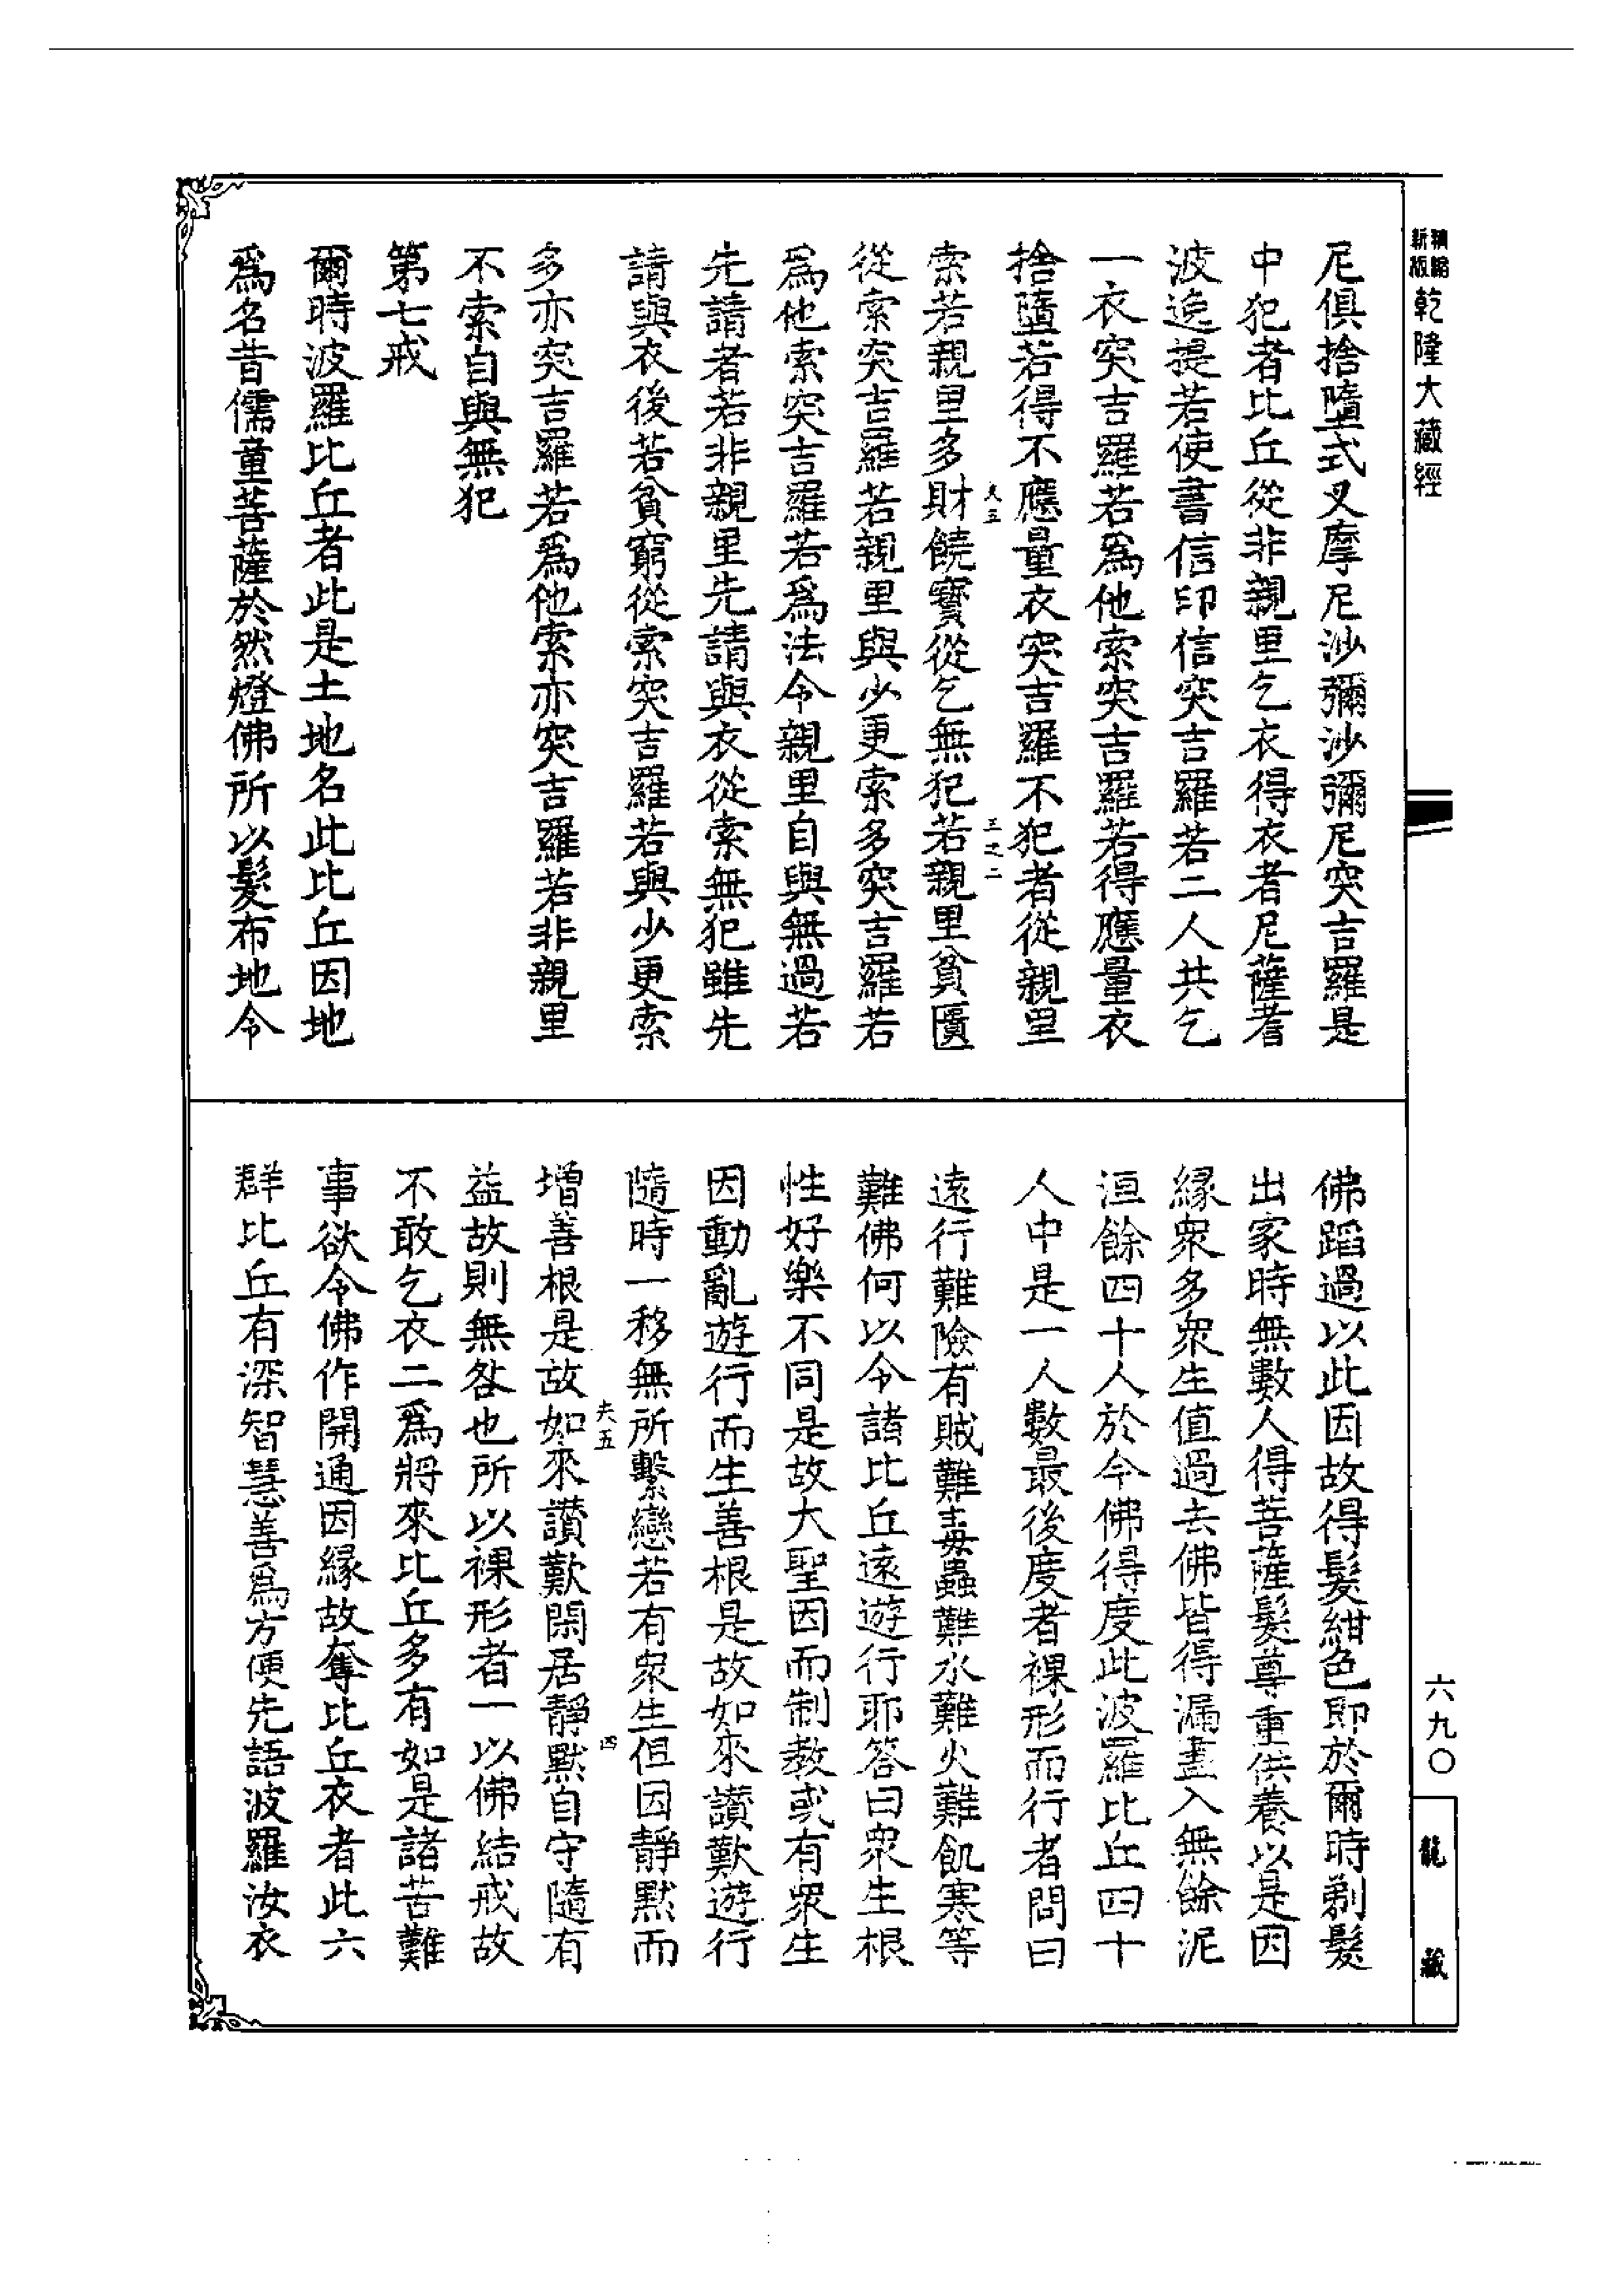 新版精縮
乾隆大藏經
六九〇
龍藏
尼俱捨墮式叉摩尼沙彌沙彌尼突吉羅是
中犯者比丘從非親里乞衣得衣者尼薩耆
波逸提若使書信印信突吉羅若二人共乞
一衣突吉羅若爲他索突吉羅若得應量衣
捨墮若得不應量衣突吉羅不犯者從親里
索若親里多財饒寶從乞無犯若親里貧匱
從索突吉羅若親里與少更索多突吉羅若
爲他索突吉羅若爲法令親里自與無過若
先請者若非親里先請與衣從索無犯雖先
請與衣後若貧窮從索突吉羅若與少更索
多亦突吉羅若爲他索亦突吉羅若非親里
不索自與無犯
第七戒
爾時波羅比丘者此是土地名此比丘因地
爲名昔儒童菩薩於然燈佛所以髮布地令
佛蹈過以此因故得髮紺色即於爾時剃髮
出家時無數人得菩薩髮尊重供養以是因
緣衆多衆生值過去佛皆得漏盡入無餘泥
洹餘四十人於今佛得度此波羅比丘四十
人中是一人數最後度者裸形而行者問曰
遠行難險有賊難毒蟲難水難火難飢寒等
難佛何以令諸比丘遠遊行耶答曰衆生根
性好樂不同是故大聖因而制教或有衆生
因動亂遊行而生善根是故如來讚歎遊行
隨時一移無所繫戀若有衆生但因靜默而
增善根是故如來讚歎閑居靜默自守隨有
益故則無咎也所以裸形者一以佛結戒故
不敢乞衣二爲將來比丘多有如是諸苦難
事欲令佛作開通因緣故奪比丘衣者此六
群比丘有深智慧善爲方便先語波羅汝衣
夫五
三之二
夫五
四